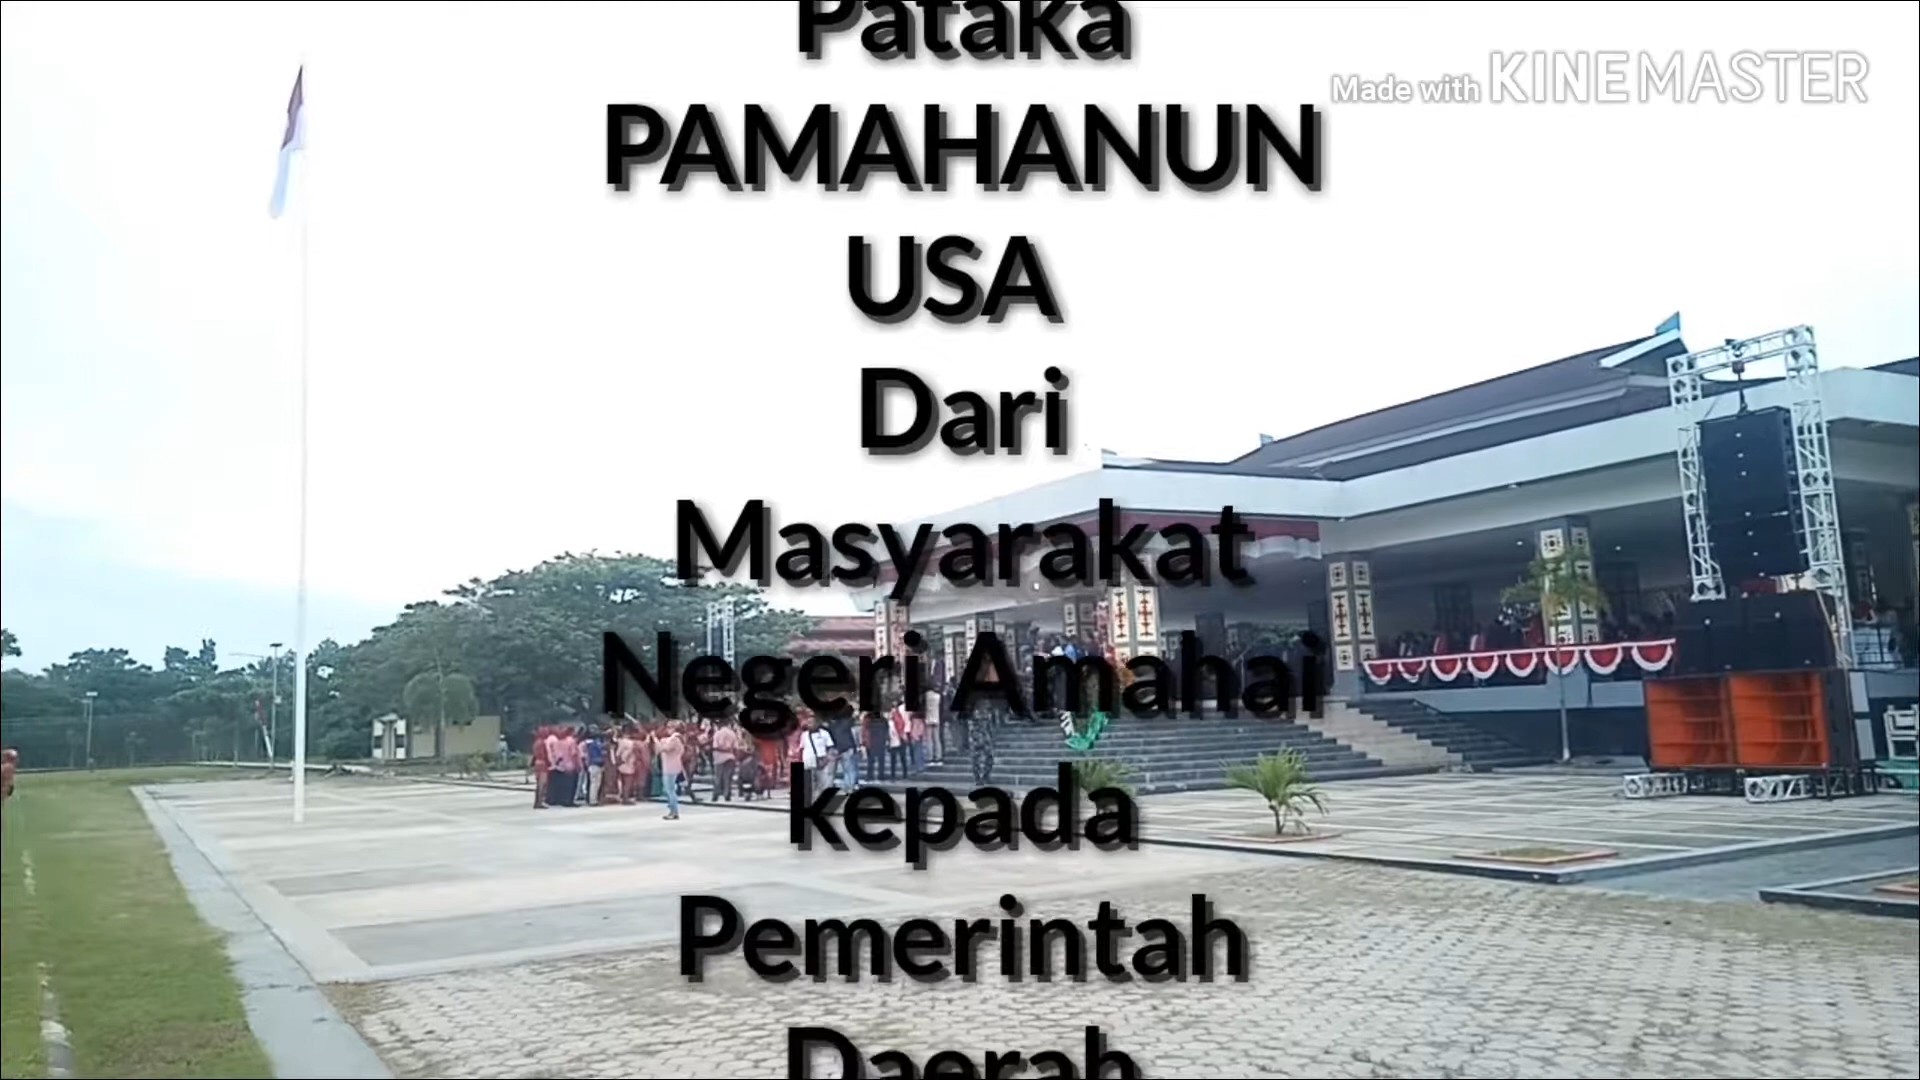 Pataka
Made with KINEMASTER
PAMAHANUN
USA
Dari
Masyarakat
Negeri Amahai
kepada
Pemerintah
Daerah